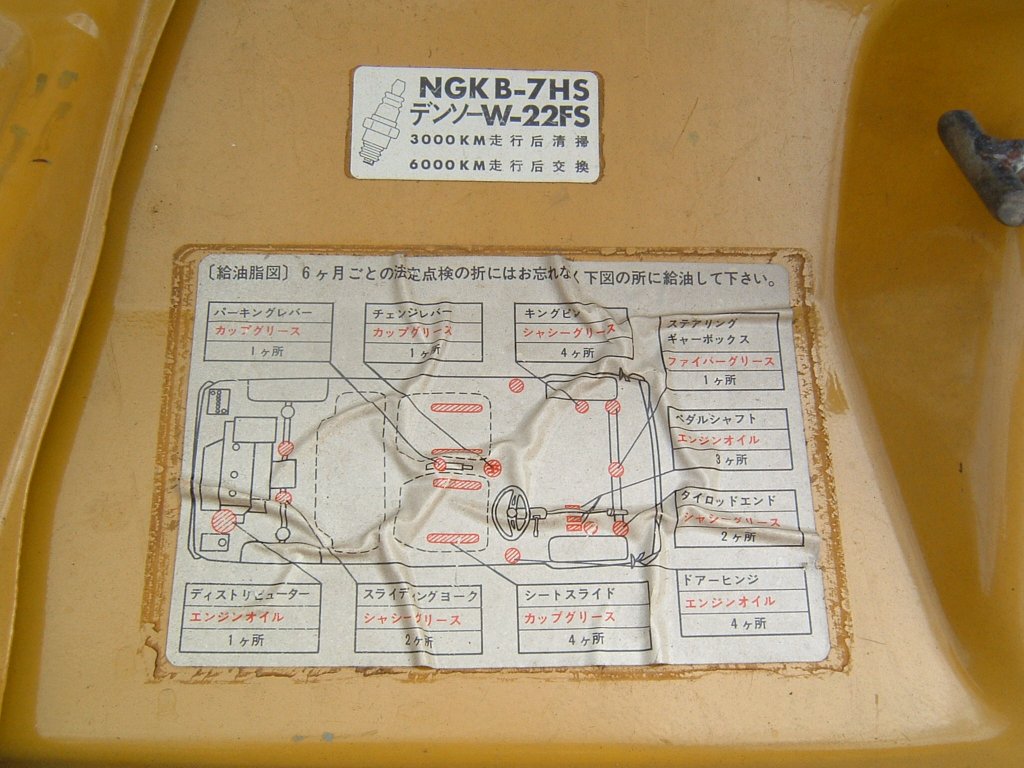 NGK B-7HS
デンソーW-22FS
3000KM走行后清掃
6000KM走行后交換
〔給油脂図〕6ヶ月ごとの法定点検の折にはお忘れなく下図の所に給油して下さい。
パーキングレバー
カップグリース
1ヶ所
チェンジレバー
カップグリース
1ヶ所
キングピン
シャシーグリース
4ヶ所
ステアリング
ギャーボックス
ファイバーグリース
1ヶ所
ペダルシャフト
エンジンオイル
3ヶ所
タイロッドエンド
シャシーグリース
2ヶ所
ディストリビューター
エンジンオイル
1ヶ所
スライディングヨーク
シャシーグリース
2ヶ所
シートスライド
カップグリース
4ヶ所
ドアーヒンジ
エンジンオイル
4ヶ所